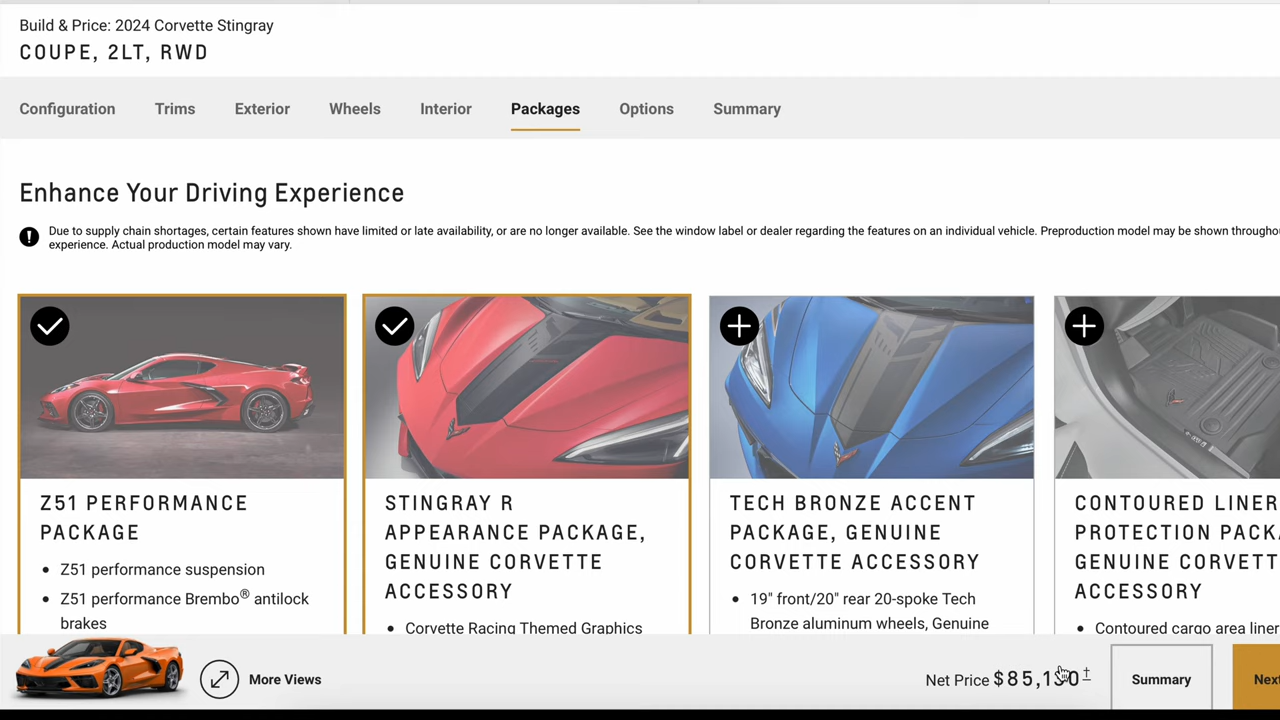 Build & Price: 2024 Corvette Stingray
COUPE, 2LT, RWD
Configuration Trims Exterior Wheels Interior Packages Options Summary
Enhance Your Driving Experience
Due to supply chain shortages, certain features shown have limited or late availability, or are no longer available. See the window label or dealer regarding the features on an individual vehicle. Preproduction model may be shown
experience. Actual production model may vary.
Z51 PERFORMANCE
PACKAGE
Z51 performance suspension
Z51 performance Brembo® antilock
brakes
STINGRAY R
APPEARANCE PACKAGE,
GENUINE CORVETTE
ACCESSORY
Corvette Racing Themed Graphics
TECH BRONZE ACCENT
PACKAGE, GENUINE
CORVETTE ACCESSORY
19" front/20" rear 20-spoke Tech
Bronze aluminum wheels, Genuine
CONTOURED LINER
PROTECTION
GENUINE
ACCESSORY
Contoured cargo area liner
More Views
Net Price
Summary